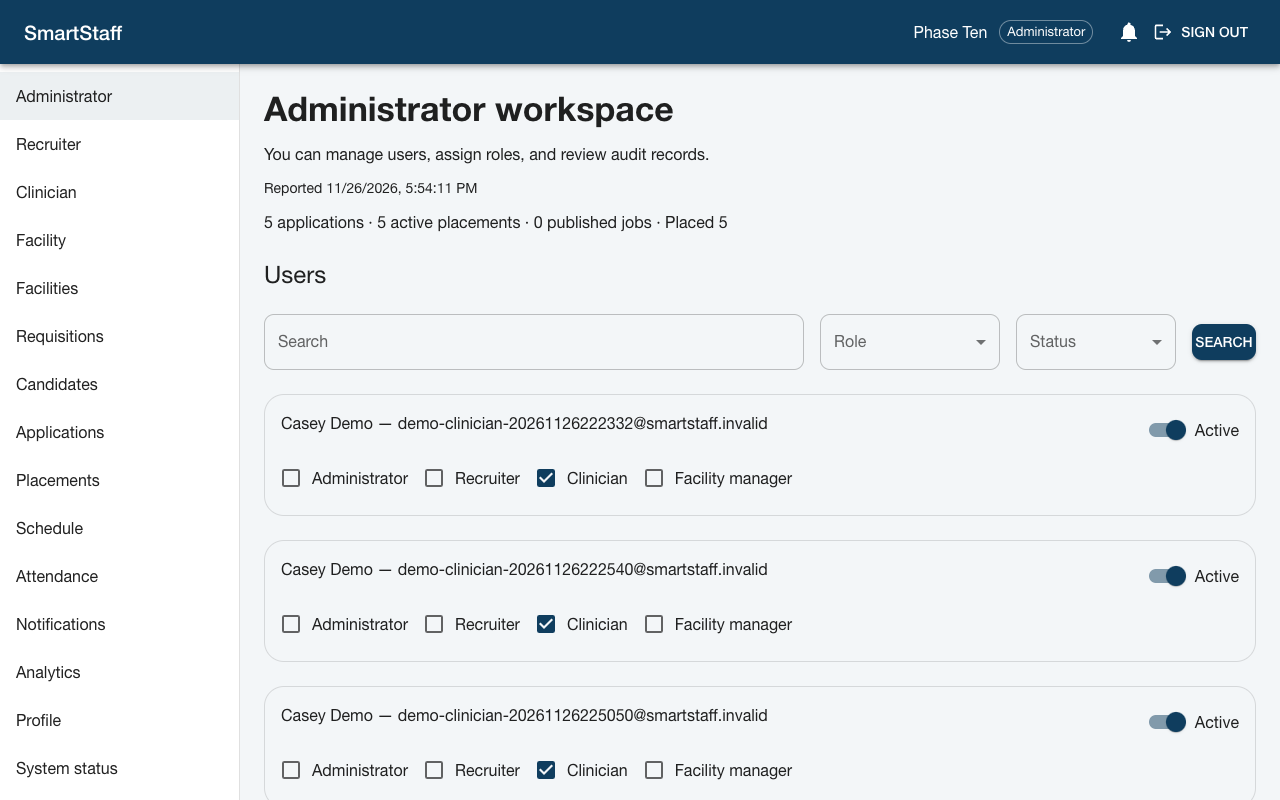 SmartStaff
Phase Ten
Administrator
SIGN OUT
Administrator
Recruiter
Clinician
Facility
Facilities
Requisitions
Candidates
Applications
Placements
Schedule
Attendance
Notifications
Analytics
Profile
System status
Administrator workspace
You can manage users, assign roles, and review audit records.
Reported 11/26/2026, 5:54:11 PM
5 applications · 5 active placements · 0 published jobs · Placed 5
Users
Search
Role
Status
SEARCH
Casey Demo — demo-clinician-20261126222332@smartstaff.invalid
Active
Administrator
Recruiter
Clinician
Facility manager
Casey Demo — demo-clinician-20261126222540@smartstaff.invalid
Active
Administrator
Recruiter
Clinician
Facility manager
Casey Demo — demo-clinician-20261126225050@smartstaff.invalid
Active
Administrator
Recruiter
Clinician
Facility manager